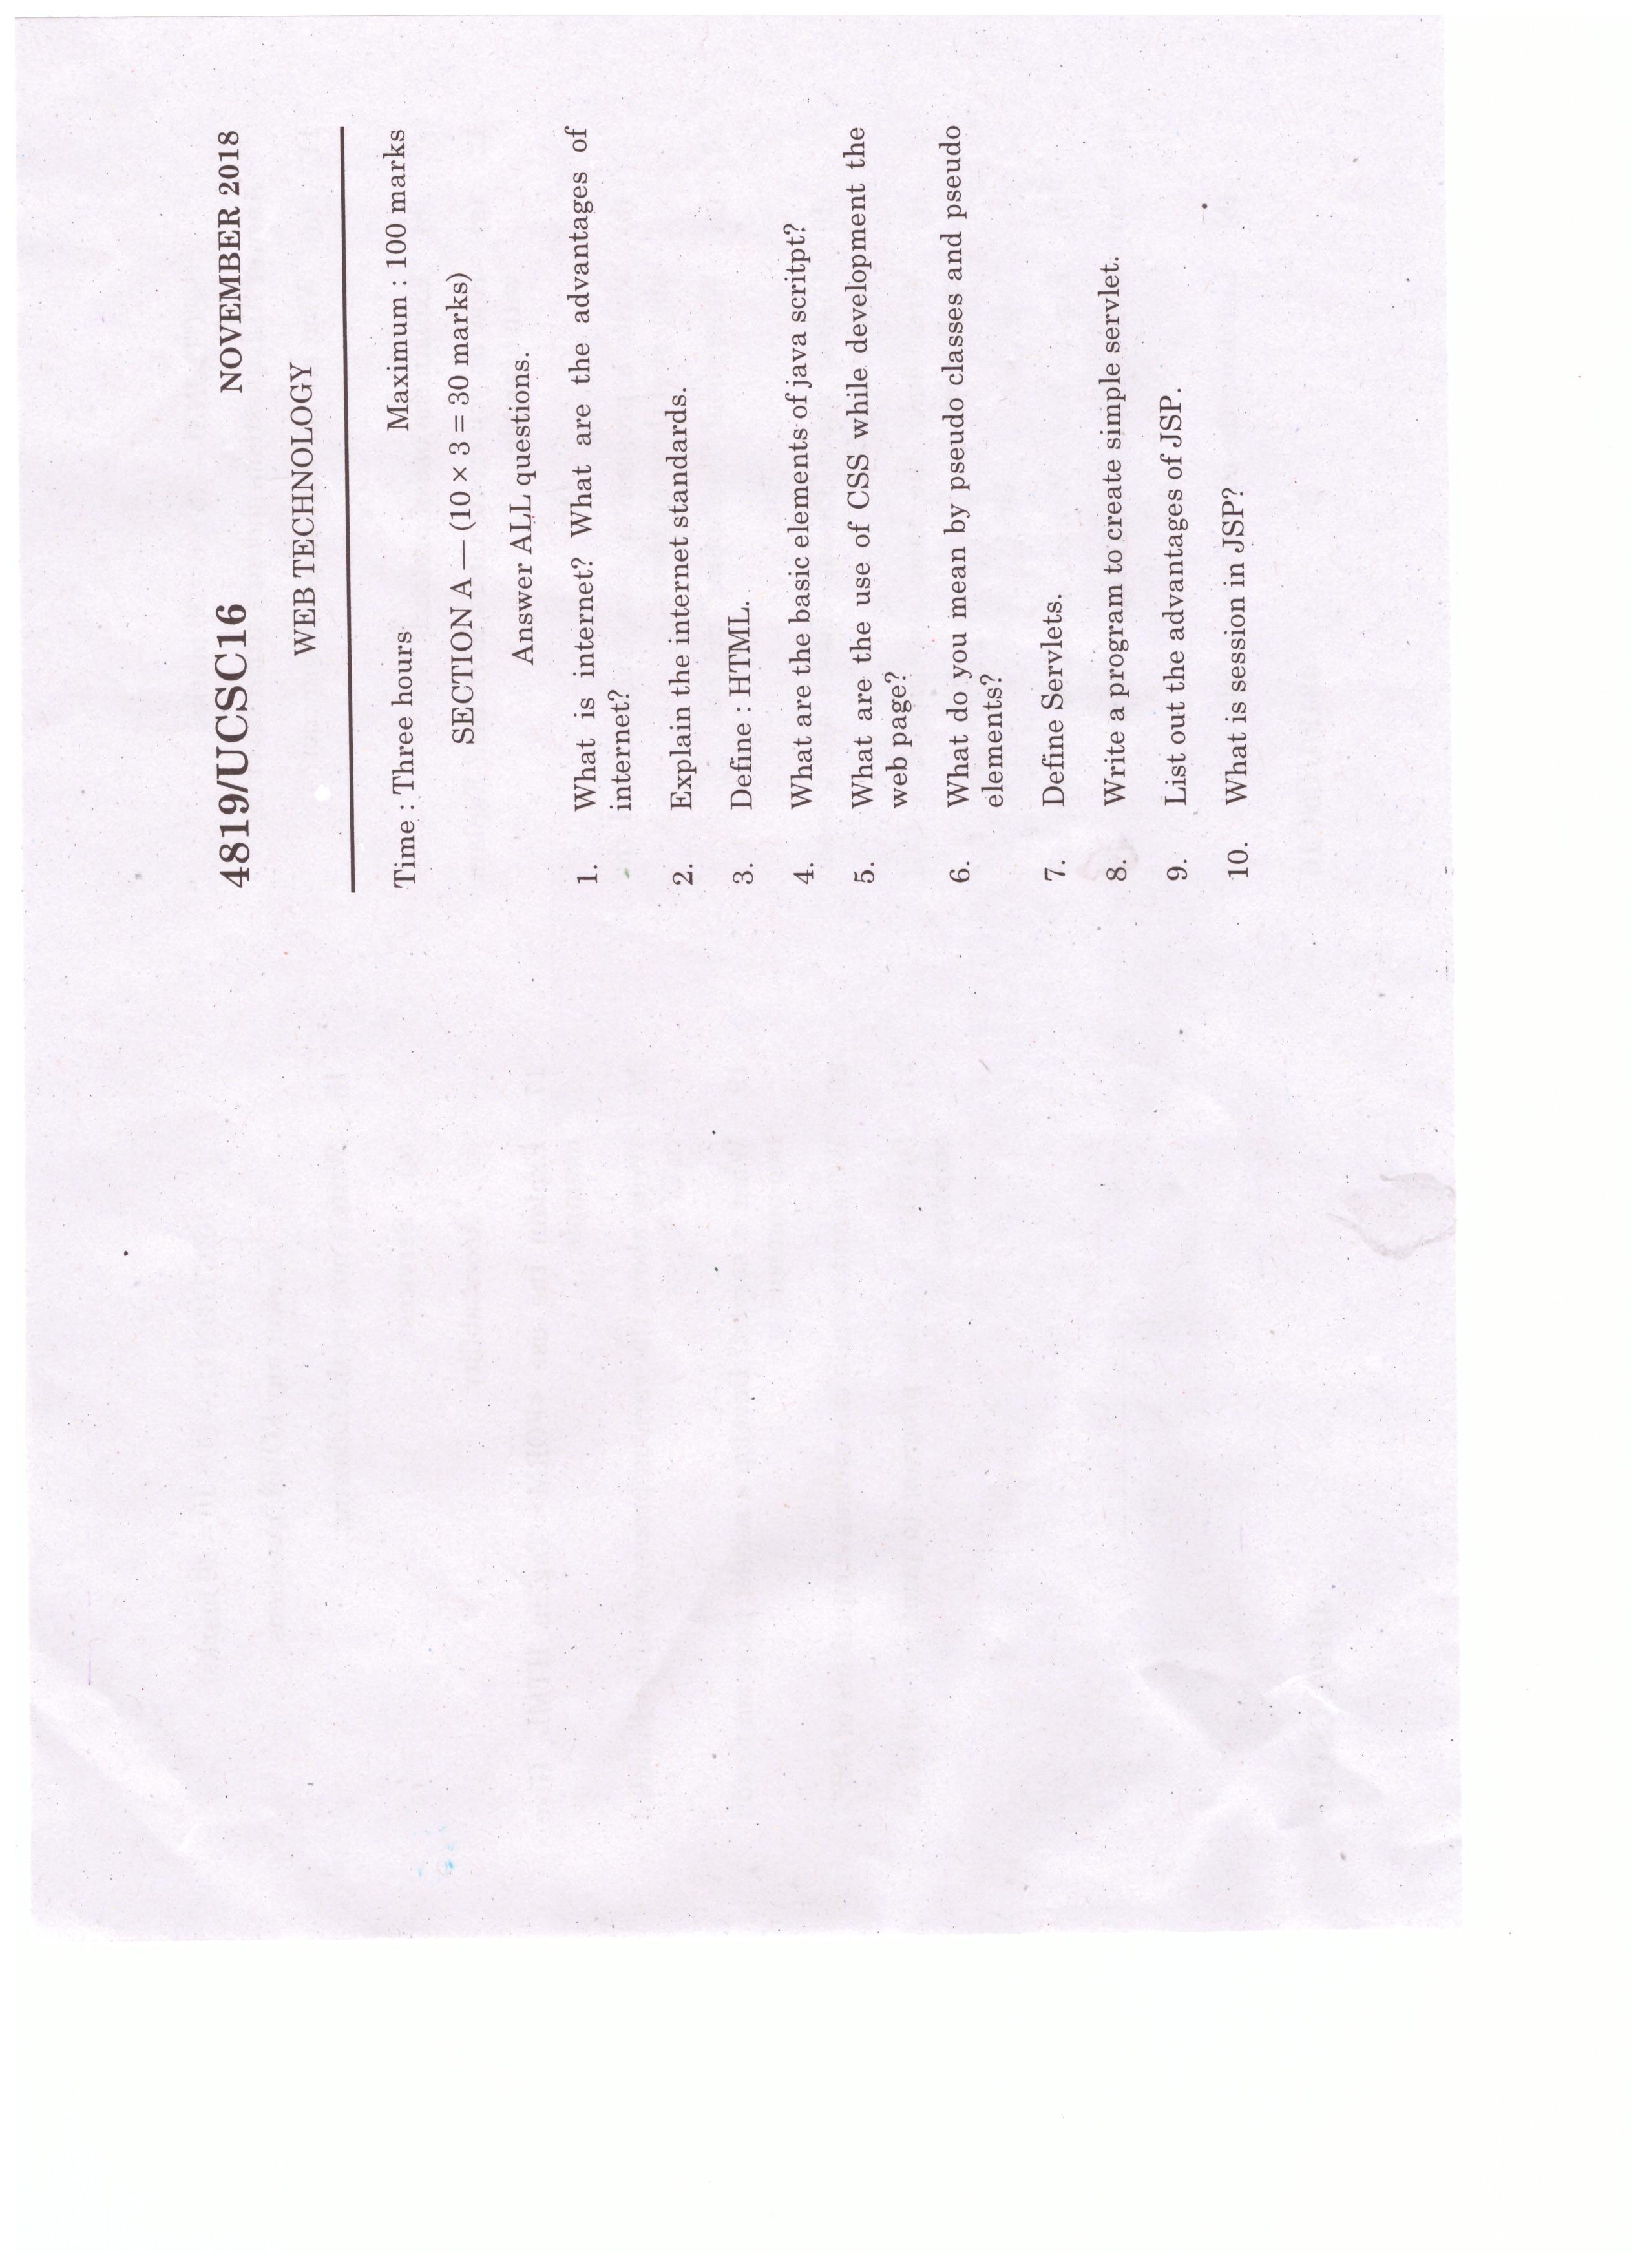 4819/UCSC16 NOVEMBER 2018
WEB TECHNOLOGY
Time : Three hours Maximum : 100 marks
SECTION A — (10 × 3 = 30 marks)
Answer ALL questions.
1. What is internet? What are the advantages of
internet?
2. Explain the internet standards.
3. Define : HTML.
4. What are the basic elements of java scritpt?
5. What are the use of CSS while development the
web page?
6. What do you mean by pseudo classes and pseudo
elements?
7. Define Servlets.
8. Write a program to create simple servlet.
9. List out the advantages of JSP.
10. What is session in JSP?